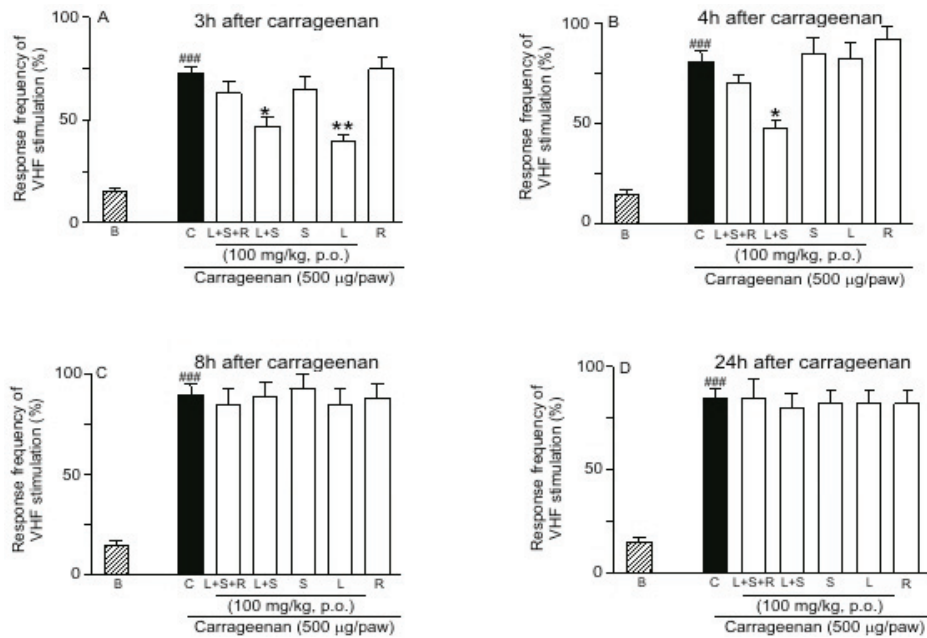 A
3h after carrageenan
Response frequency of
VHF stimulation (%)
100
50
0
###
*
**
B
C
L+S+R
L+S
S
L
R
(100 mg/kg, p.o.)
Carrageenan (500 μg/paw)
B
4h after carrageenan
Response frequency of
VHF stimulation (%)
100
50
0
###
*
B
C
L+S+R
L+S
S
L
R
(100 mg/kg, p.o.)
Carrageenan (500 μg/paw)
C
8h after carrageenan
Response frequency of
VHF stimulation (%)
100
50
0
###
B
C
L+S+R
L+S
S
L
R
(100 mg/kg, p.o.)
Carrageenan (500 μg/paw)
D
24h after carrageenan
Response frequency of
VHF stimulation (%)
100
50
0
###
B
C
L+S+R
L+S
S
L
R
(100 mg/kg, p.o.)
Carrageenan (500 μg/paw)